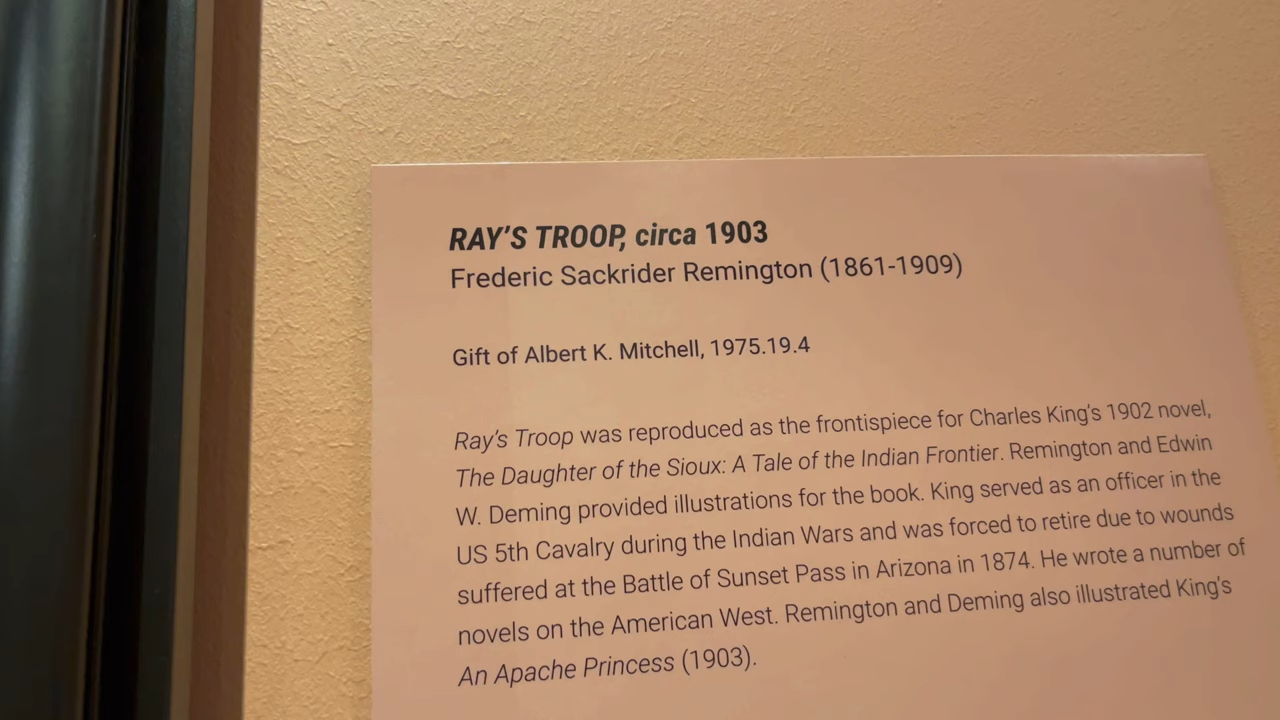 RAY'S TROOP, circa 1903
Frederic Sackrider Remington (1861-1909)
Gift of Albert K. Mitchell, 1975.19.4
Ray's Troop was reproduced as the frontispiece for Charles King's 1902 novel,
The Daughter of the Sioux: A Tale of the Indian Frontier. Remington and Edwin
W. Deming provided illustrations for the book. King served as an officer in the
US 5th Cavalry during the Indian Wars and was forced to retire due to wounds
suffered at the Battle of Sunset Pass in Arizona in 1874. He wrote a number of
novels on the American West. Remington and Deming also illustrated King's
An Apache Princess (1903).